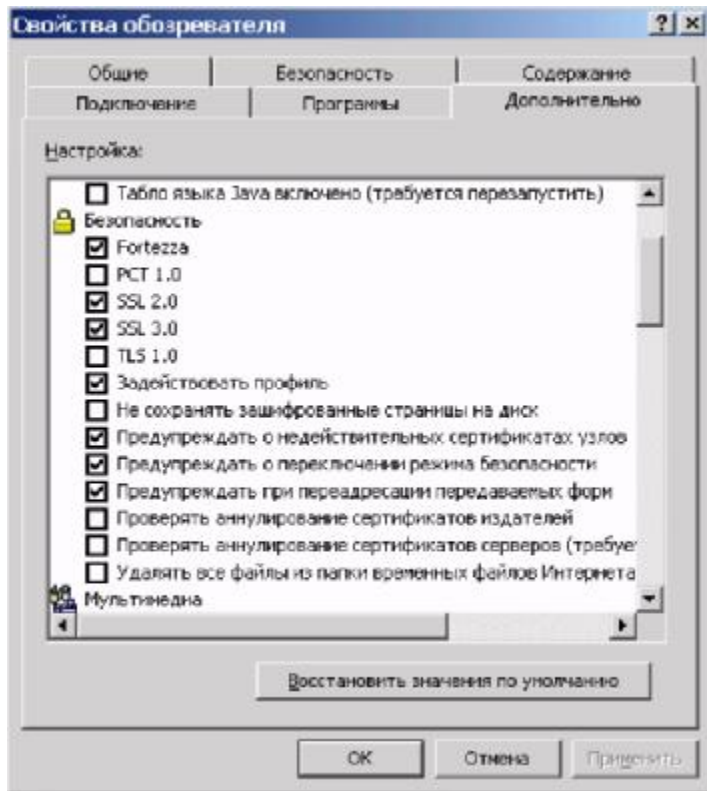 Свойства обозревателя
Общие
Безопасность
Содержание
Подключение
Программы
Дополнительно
Настройка:
Табло языка Java включено (требуется перезапустить)
Безопасность
Fortezza
PCT 1.0
SSL 2.0
SSL 3.0
TLS 1.0
Задействовать профиль
Не сохранять зашифрованные страницы на диск
Предупреждать о недействительных сертификатах узлов
Предупреждать о переключении режима безопасности
Предупреждать при переадресации передаваемых форм
Проверять аннулирование сертификатов издателей
Проверять аннулирование сертификатов серверов (требуе
Удалять все файлы из папки временных файлов Интернета
Мультимедиа
Восстановить значения по умолчанию
OK
Отмена
Применить